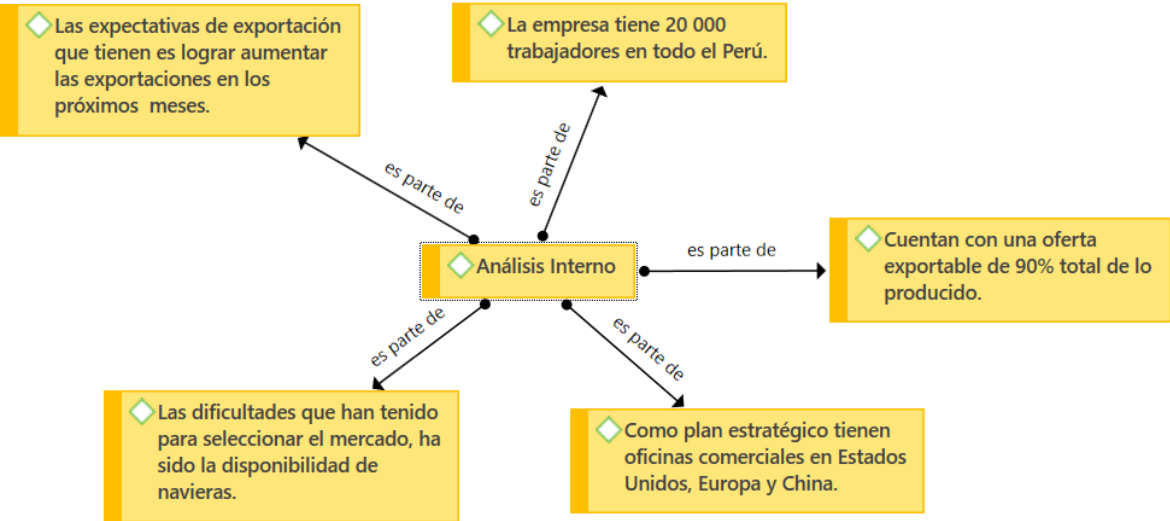 Las expectativas de exportación
que tienen es lograr aumentar
las exportaciones en los
próximos meses.
La empresa tiene 20 000
trabajadores en todo el Perú.
es parte de
es parte de
Análisis Interno
es parte de
Cuentan con una oferta
exportable de 90% total de lo
producido.
es parte de
es parte de
Las dificultades que han tenido
para seleccionar el mercado, ha
sido la disponibilidad de
navieras.
Como plan estratégico tienen
oficinas comerciales en Estados
Unidos, Europa y China.